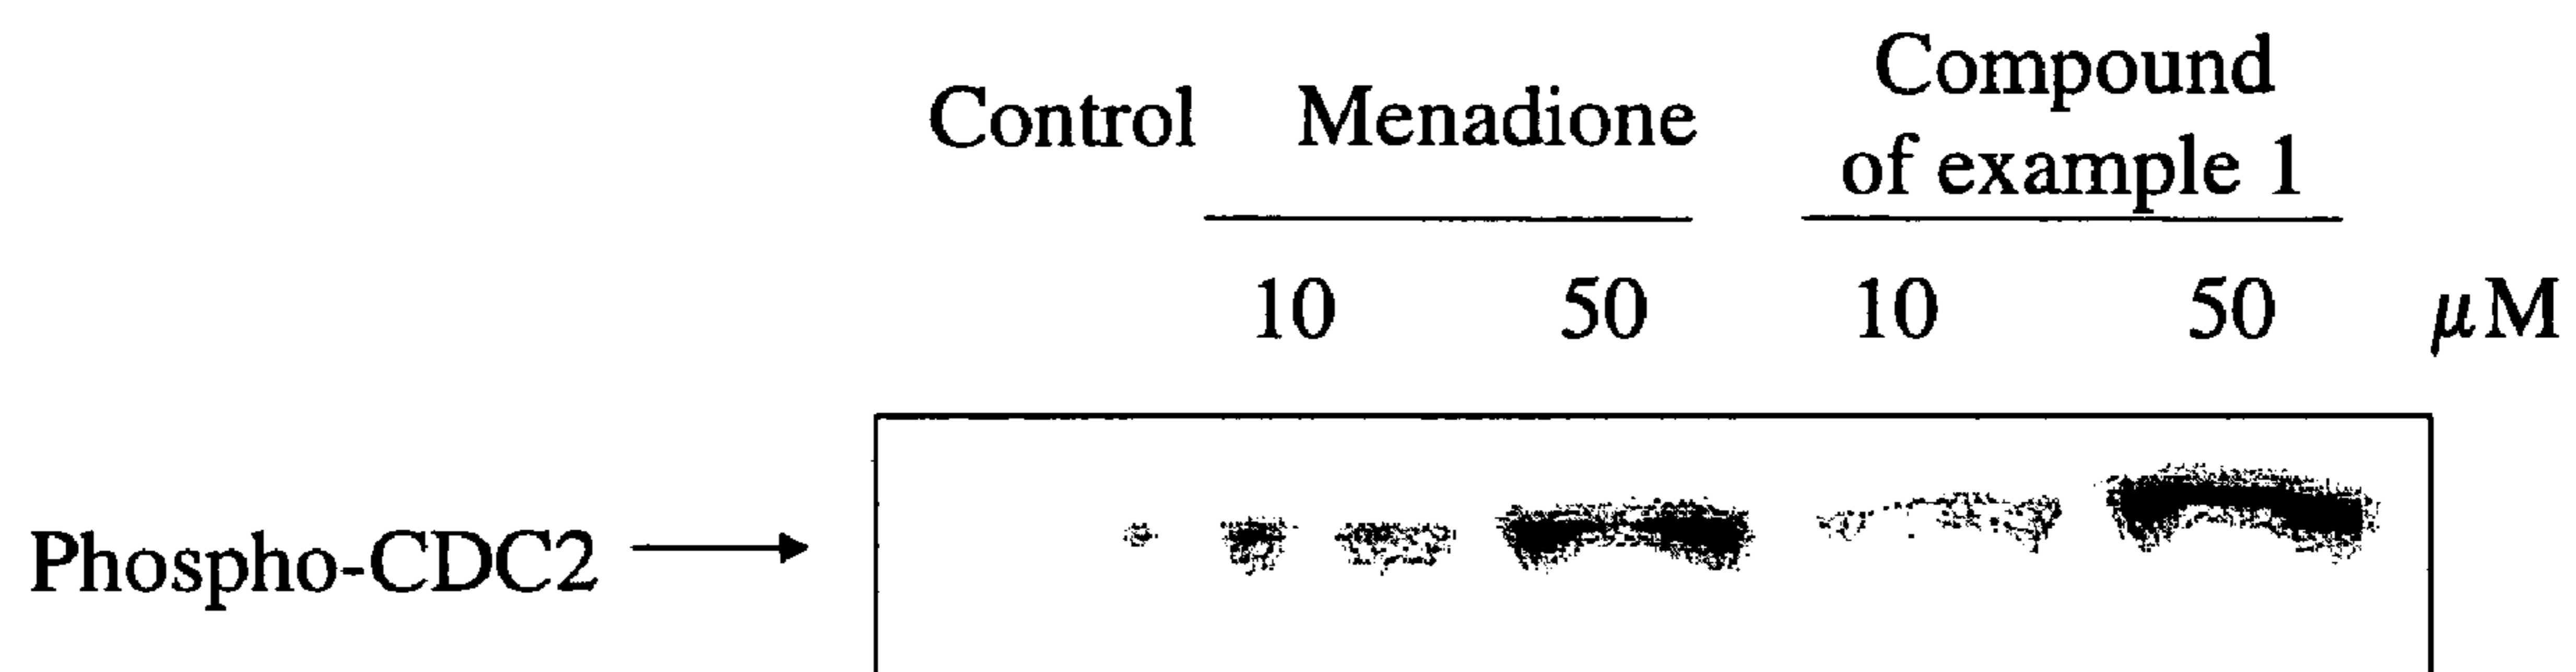 Control Menadione Compound
of example 1
10 50 10 50 μM
Phospho-CDC2